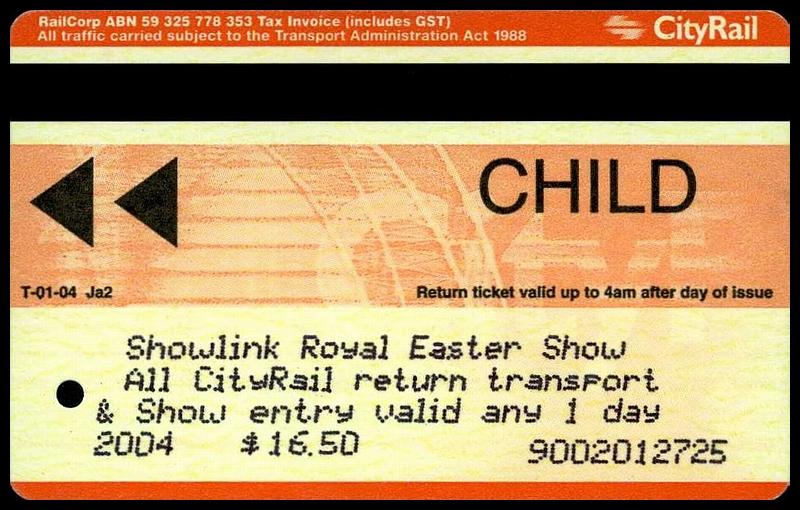 RailCorp ABN 59 325 778 353 Tax Invoice (includes GST)
All traffic carried subject to the Transport Administration Act 1988
CityRail
CHILD
T-01-04 Ja2
Return ticket valid up to 4am after day of issue
Showlink Royal Easter Show
All CityRail return transport
& Show entry valid any 1 day
2004 $16.50 9002012725